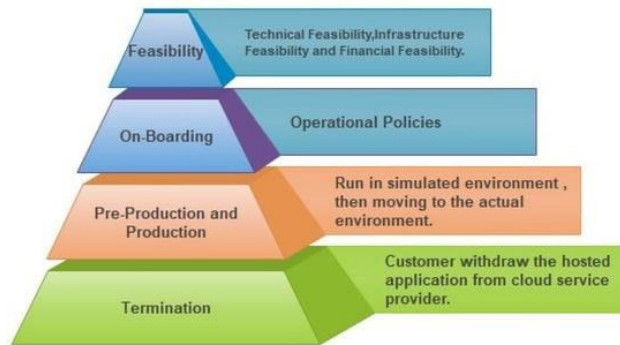 Feasibility
Technical Feasibility,Infrastructure
Feasibility and Financial Feasibility.
On-Boarding
Operational Policies
Pre-Production and
Production
Run in simulated environment ,
then moving to the actual
environment.
Termination
Customer withdraw the hosted
application from cloud service
provider.